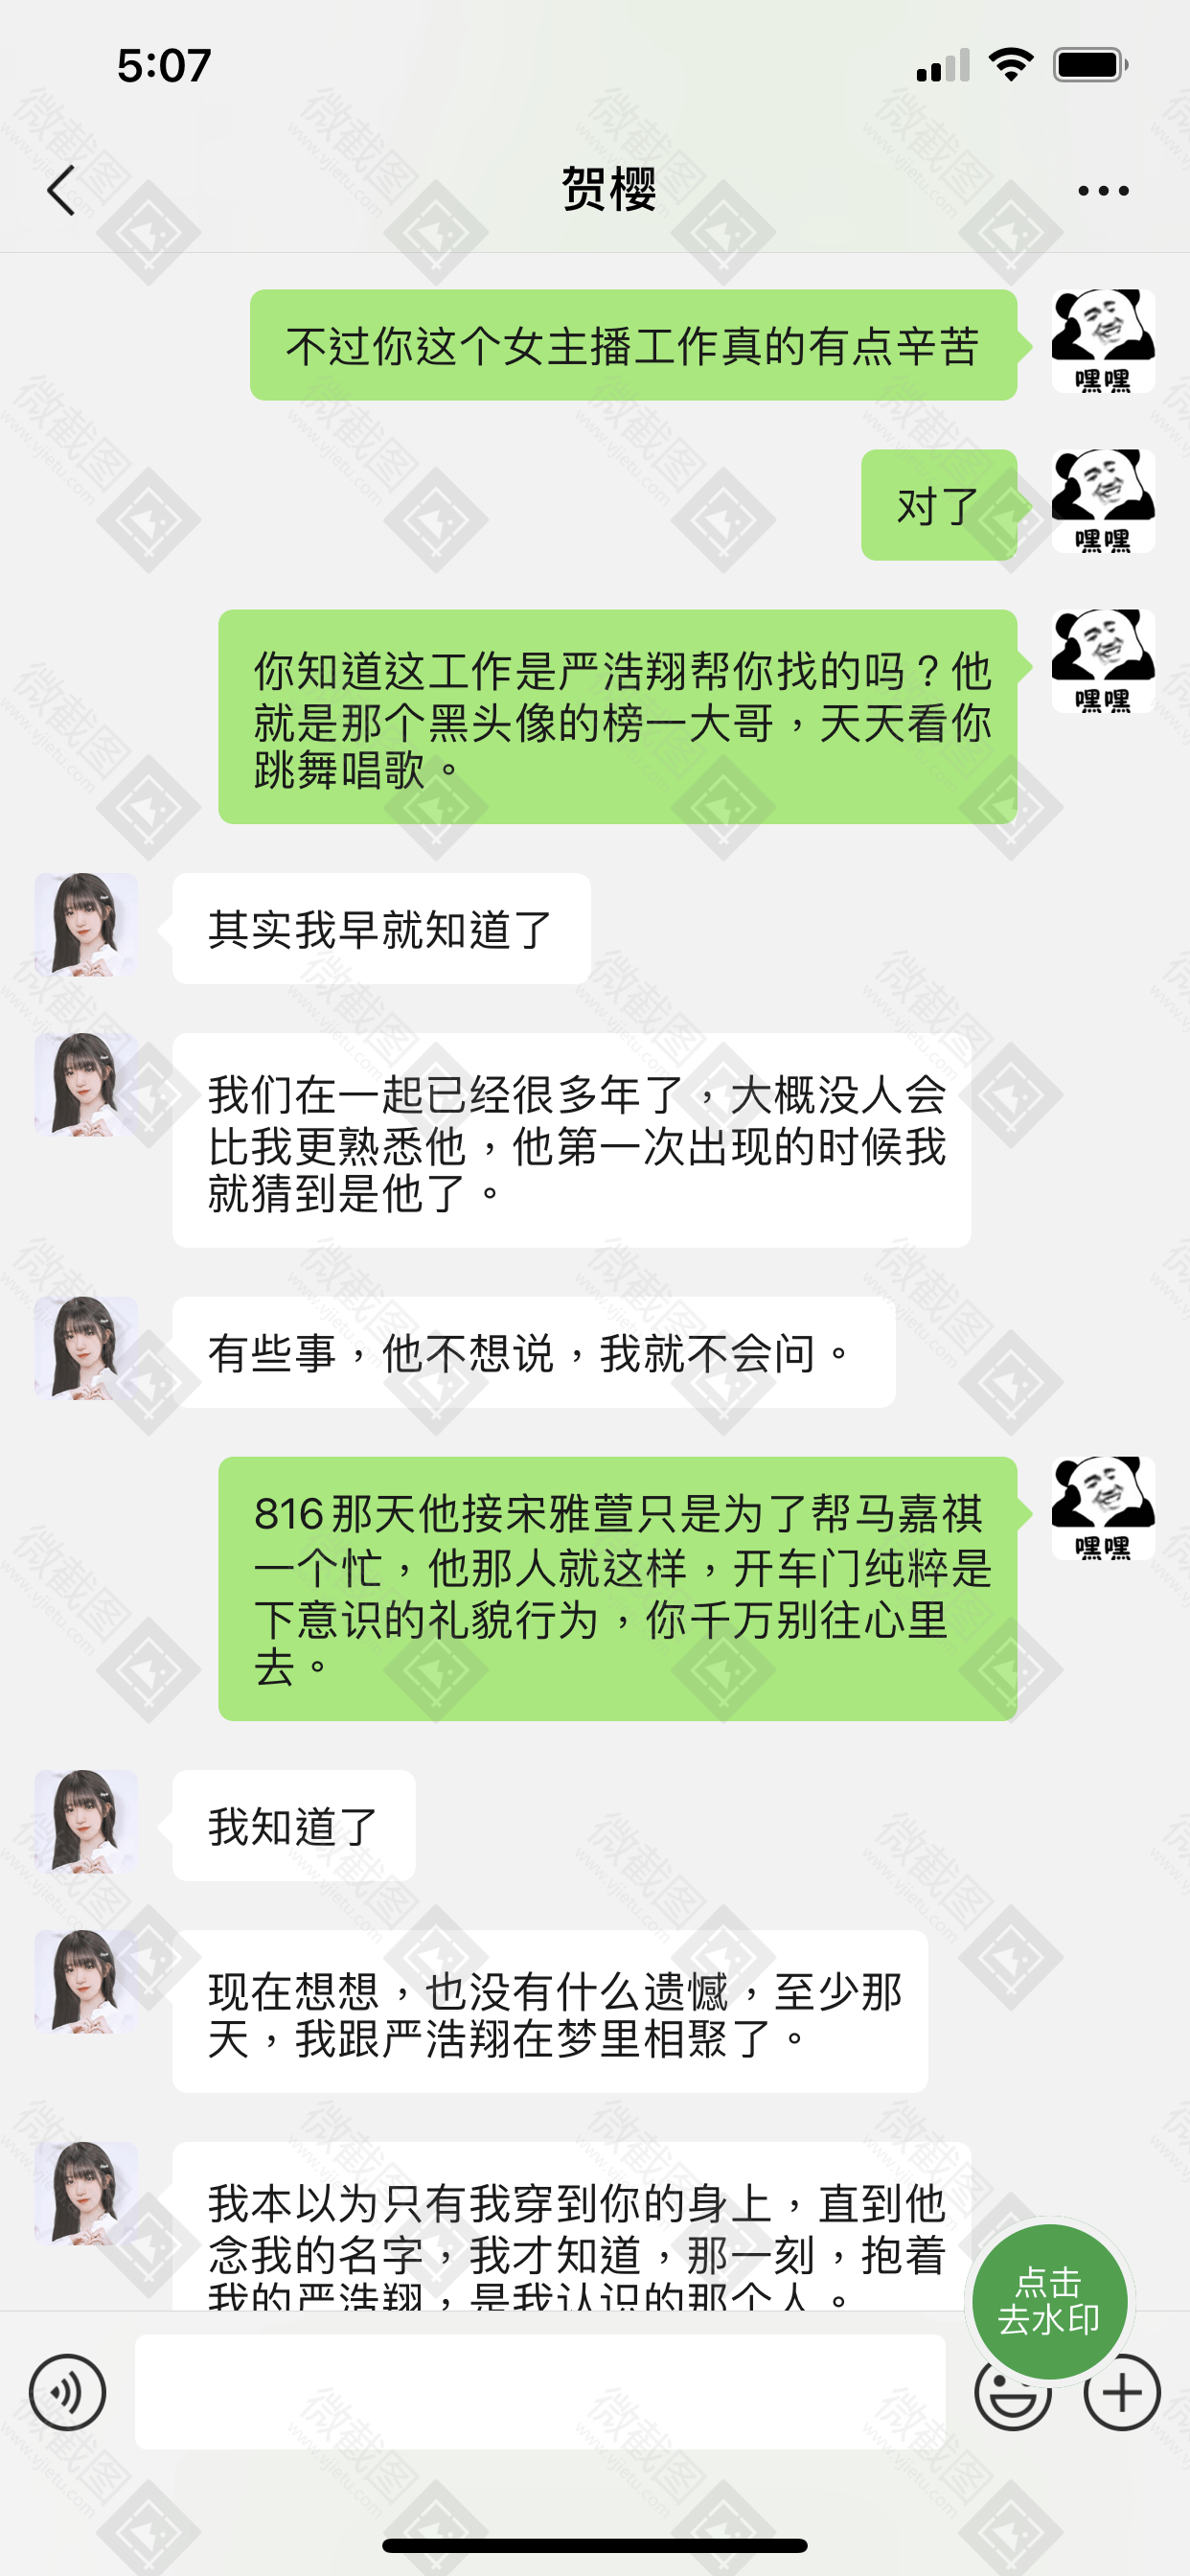 5:07
贺樱
不过你这个女主播工作真的有点辛苦
嘿嘿
对了
嘿嘿
你知道这工作是严浩翔帮你找的吗？他
就是那个黑头像的榜一大哥，天天看你
跳舞唱歌。
嘿嘿
其实我早就知道了
我们在一起已经很多年了，大概没人会
比我更熟悉他，他第一次出现的时候我
就猜到是他了。
有些事，他不想说，我就不会问。
816那天他接宋雅萱只是为了帮马嘉祺
一个忙，他那人就这样，开车门纯粹是
下意识的礼貌行为，你千万别往心里
去。
嘿嘿
我知道了
现在想想，也没有什么遗憾，至少那
天，我跟严浩翔在梦里相聚了。
我本以为只有我穿到你的身上，直到他
念我的名字，我才知道，那一刻，抱着
我的严浩翔，是我认识的那个人。
点击
去水印
微截图
www.vjietu.com